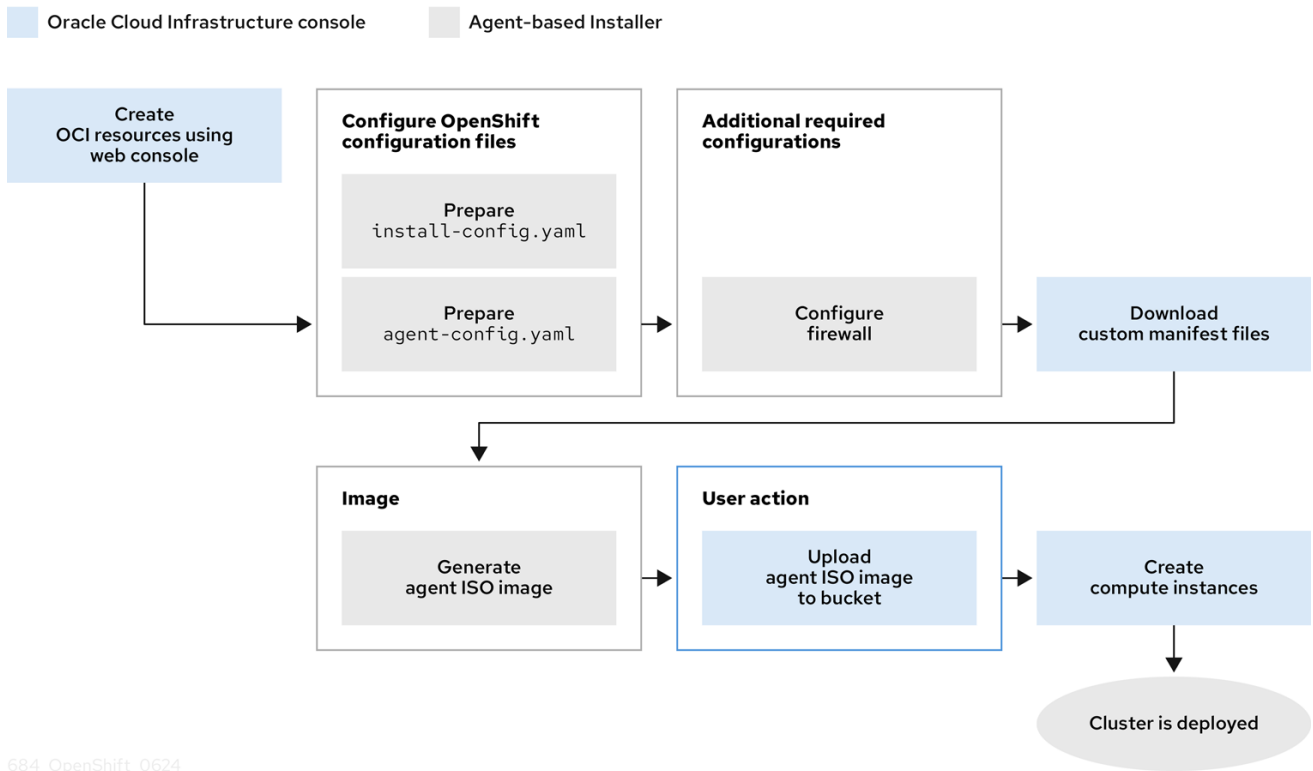 Oracle Cloud Infrastructure console
Agent-based Installer
Create
OCI resources using
web console
Configure OpenShift
configuration files
Prepare
install-config.yaml
Prepare
agent-config.yaml
Additional required
configurations
Configure
firewall
Download
custom manifest files
Image
Generate
agent ISO image
User action
Upload
agent ISO image
to bucket
Create
compute instances
Cluster is deployed
684_OpenShift_0624